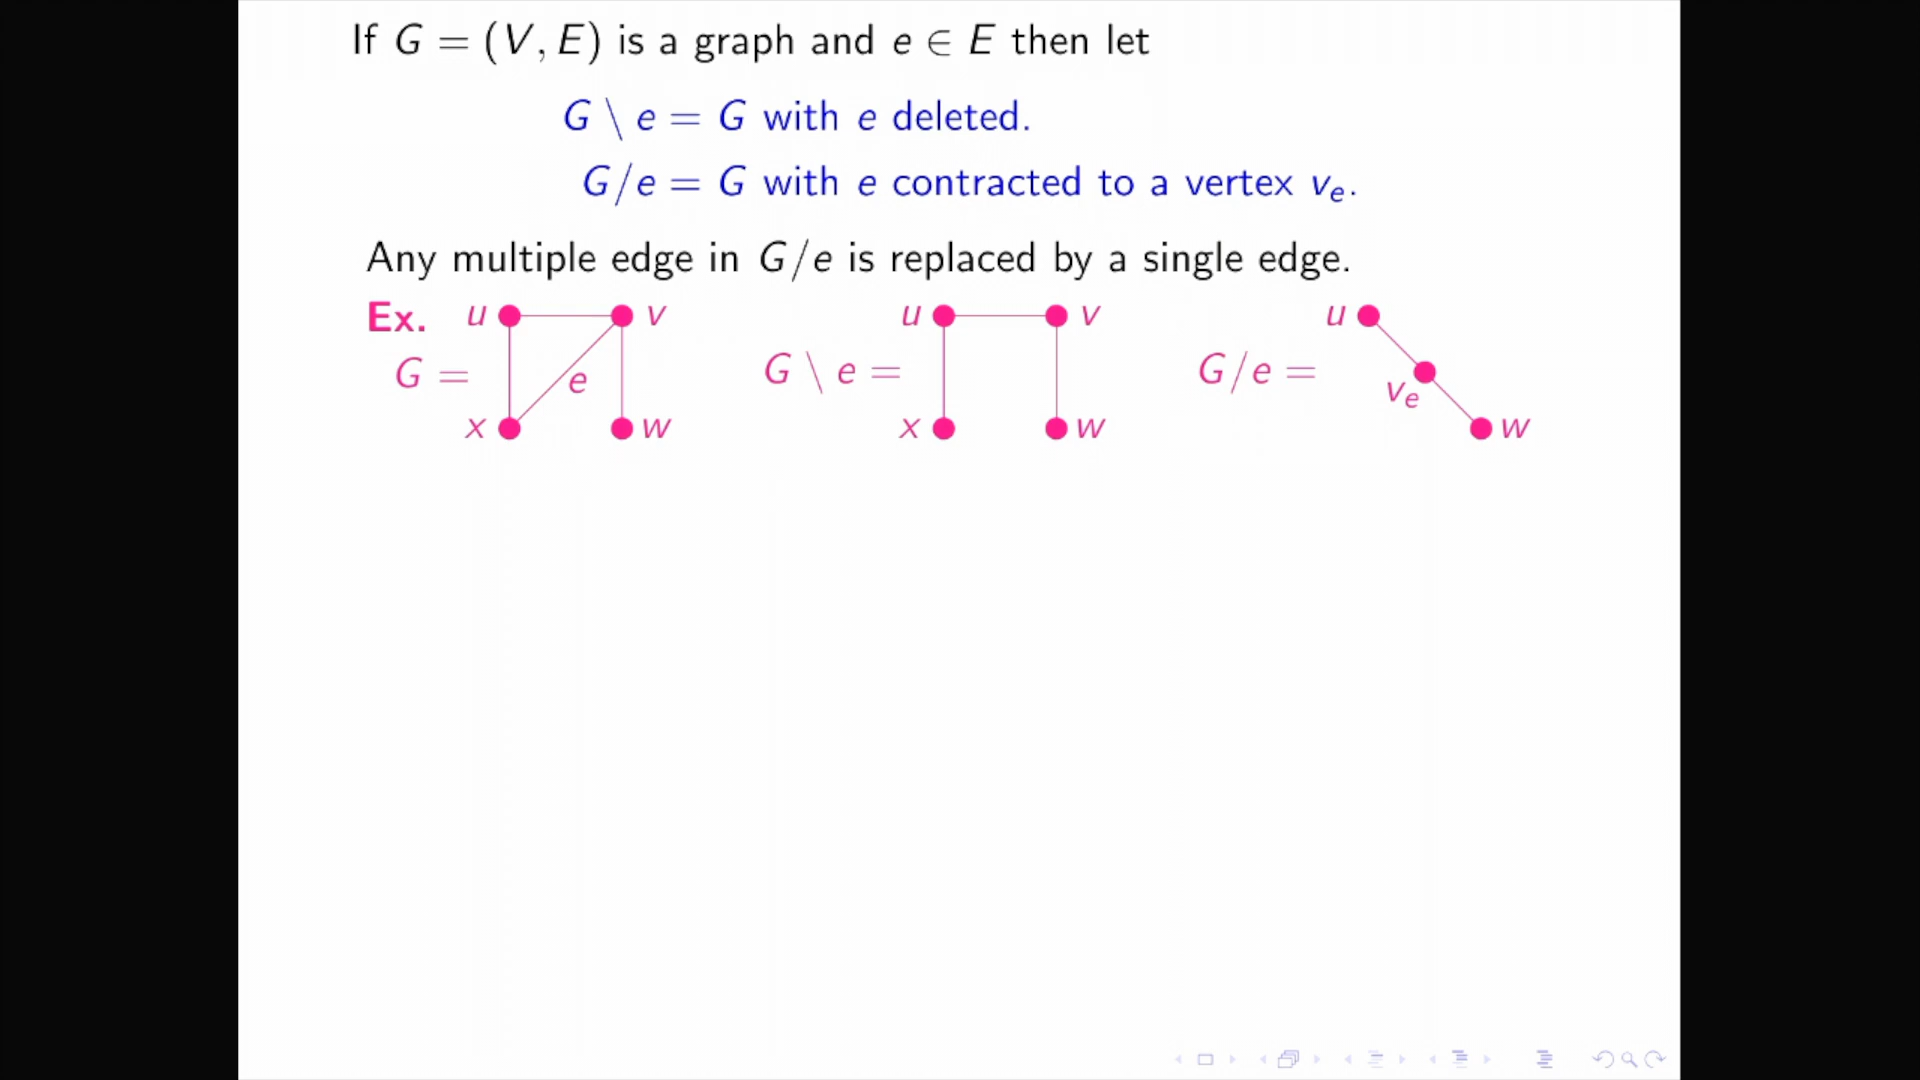 If G = (V, E) is a graph and e ∈ E then let
G \ e = G with e deleted.
G/e = G with e contracted to a vertex vₑ.
Any multiple edge in G/e is replaced by a single edge.
Ex. u v u v u
G = e G \ e = G/e = vₑ
x w x w w